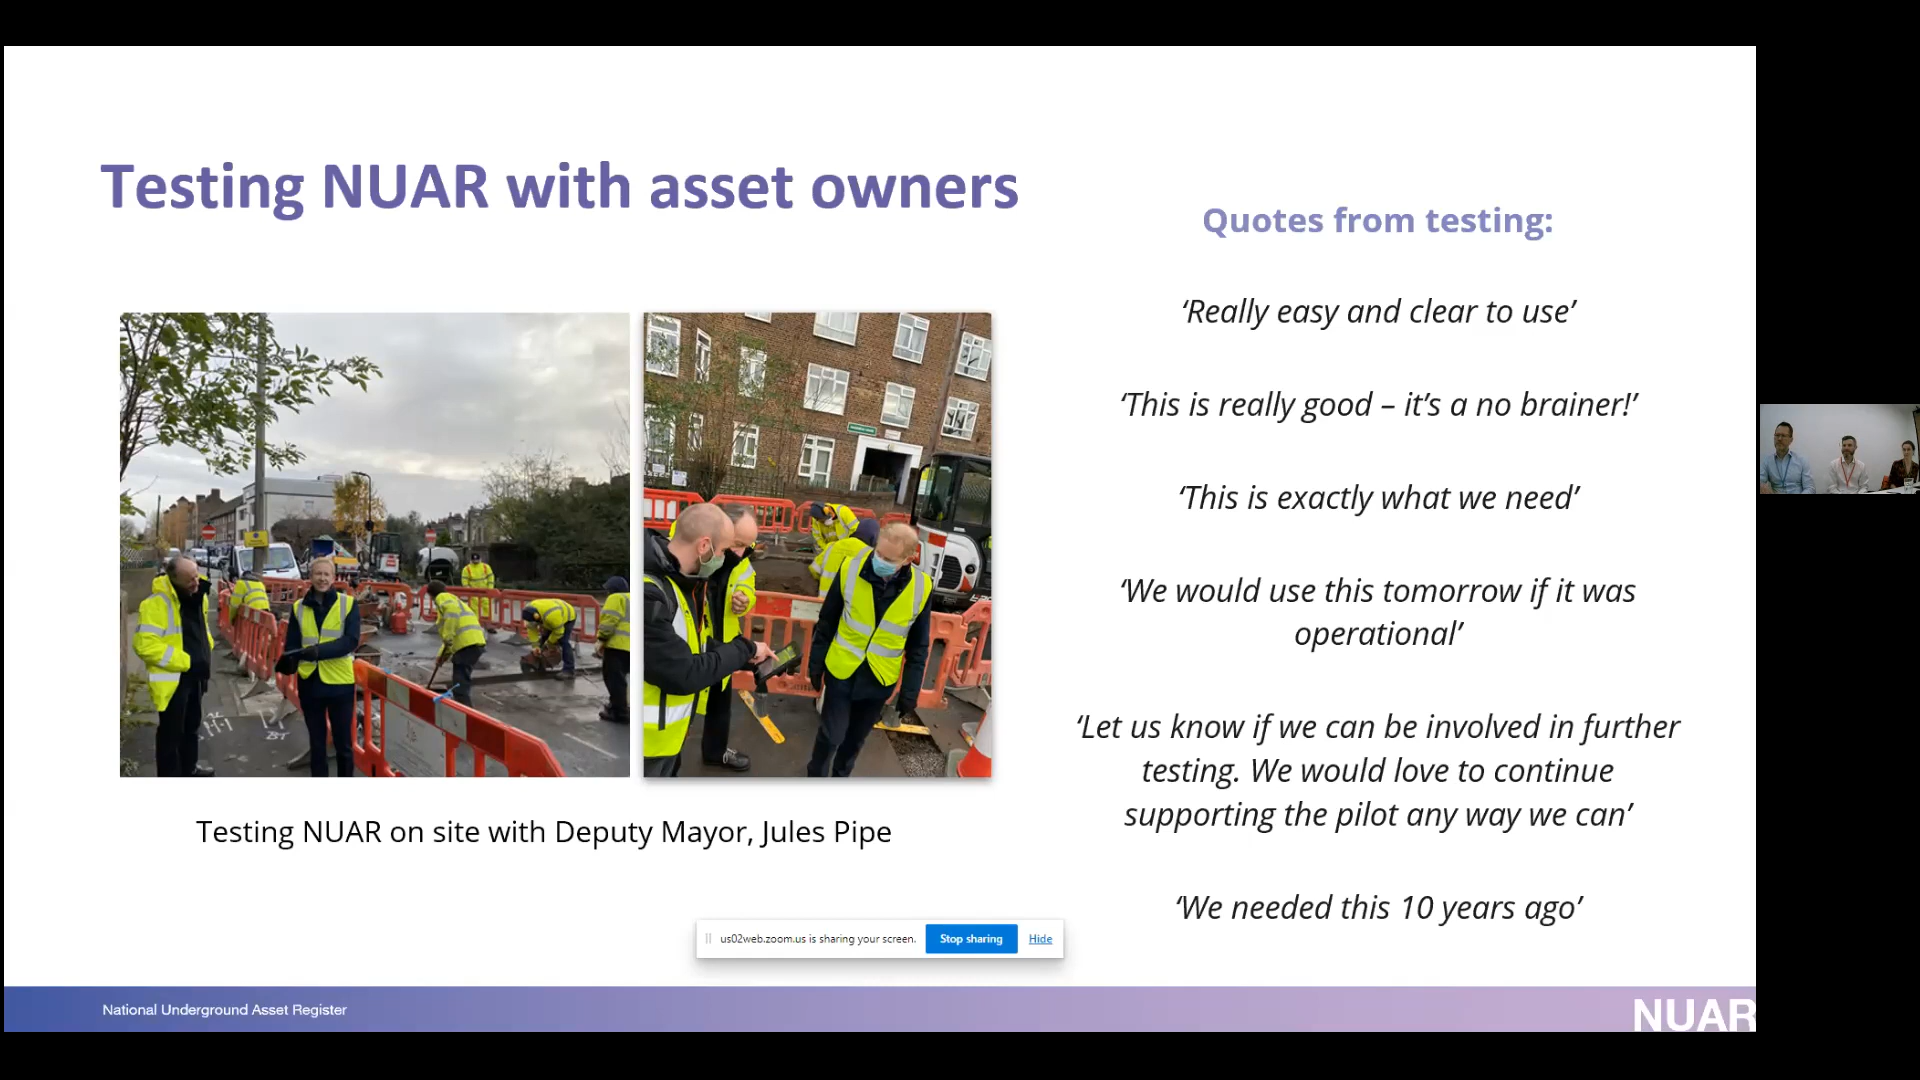 Testing NUAR with asset owners
Quotes from testing:
‘Really easy and clear to use’
‘This is really good – it’s a no brainer!’
‘This is exactly what we need’
‘We would use this tomorrow if it was
operational’
‘Let us know if we can be involved in further
testing. We would love to continue
supporting the pilot any way we can’
‘We needed this 10 years ago’
Testing NUAR on site with Deputy Mayor, Jules Pipe
us02web.zoom.us is sharing your screen.
Stop sharing
Hide
National Underground Asset Register
NUAR